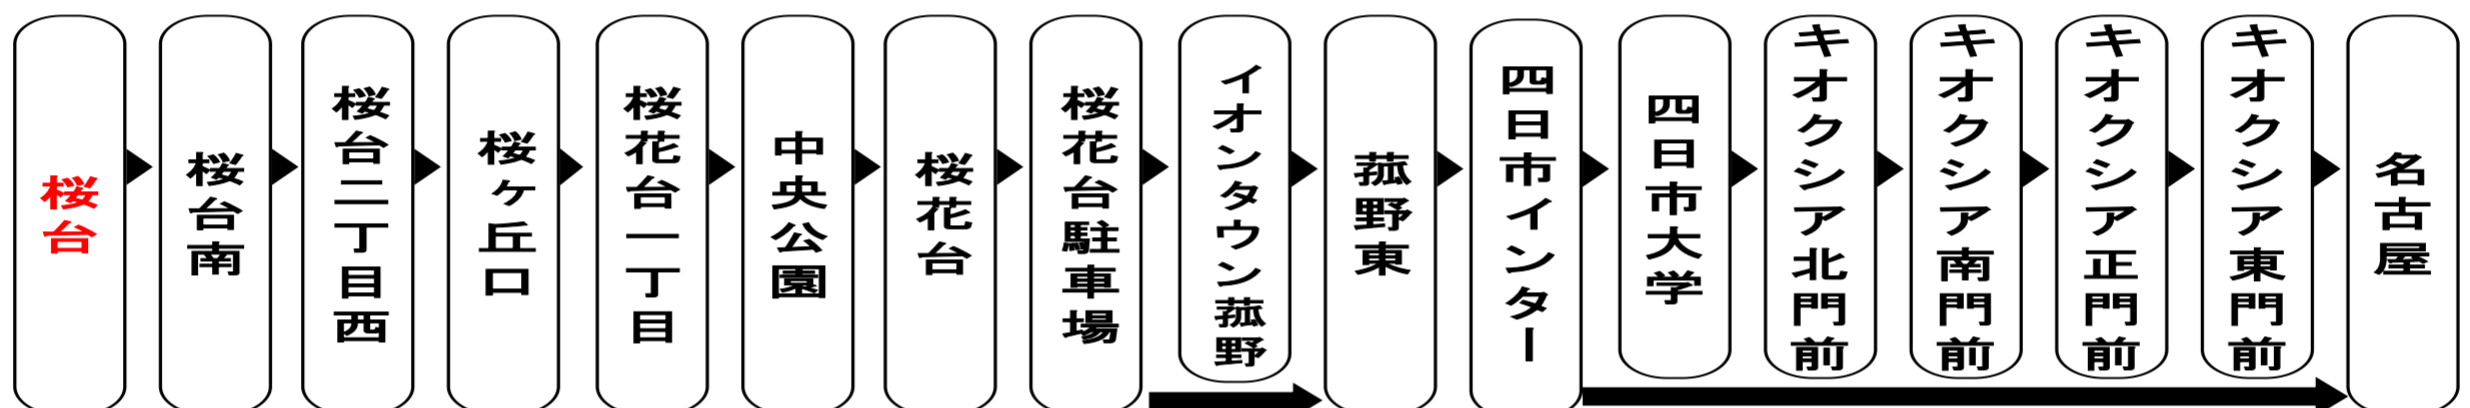 桜台
桜台南
桜台二丁目西
桜ヶ丘口
桜花台一丁目
中央公園
桜花台
桜花台駐車場
イオンタウン菰野
菰野東
四日市インター
四日市大学
キオクシア北門前
キオクシア南門前
キオクシア正門前
キオクシア東門前
名古屋